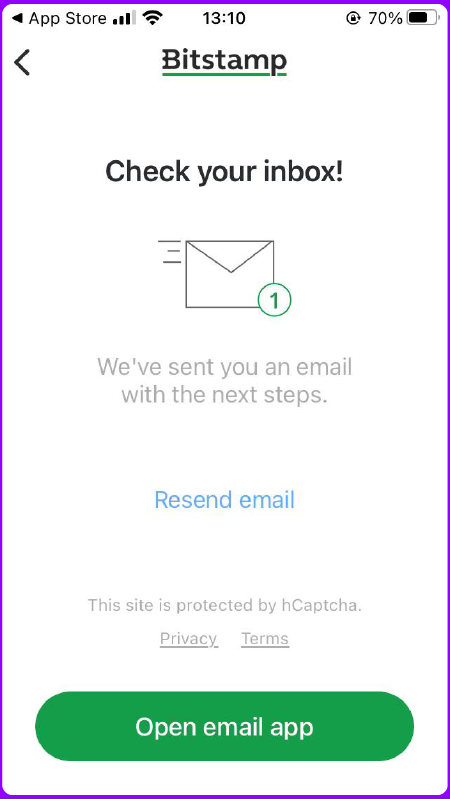 App Store 13:10 70%
Bitstamp
Check your inbox!
1
We've sent you an email
with the next steps.
Resend email
This site is protected by hCaptcha.
Privacy Terms
Open email app